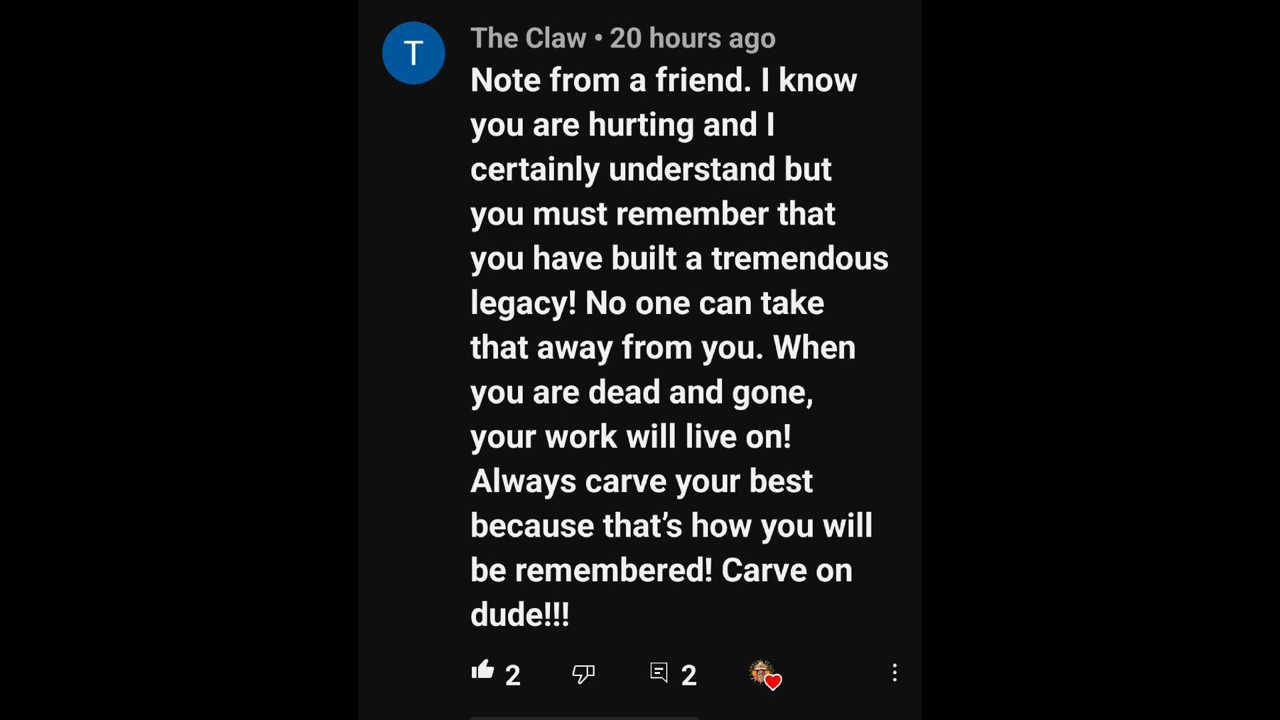 T
The Claw • 20 hours ago
Note from a friend. I know
you are hurting and I
certainly understand but
you must remember that
you have built a tremendous
legacy! No one can take
that away from you. When
you are dead and gone,
your work will live on!
Always carve your best
because that’s how you will
be remembered! Carve on
dude!!!
2 2